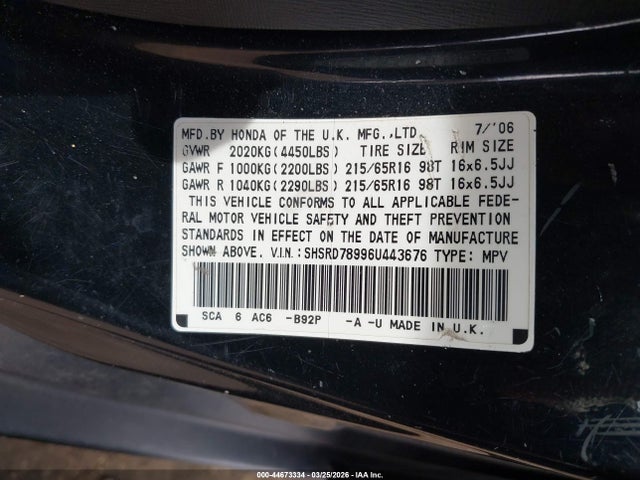 MFD.BY HONDA OF THE U.K. MFG.,LTD. 7/'06
GVWR 2020KG(4450LBS) TIRE SIZE RIM SIZE
GAWR F 1000KG(2200LBS) 215/65R16 98T 16x6.5JJ
GAWR R 1040KG(2290LBS) 215/65R16 98T 16x6.5JJ
THIS VEHICLE CONFORMS TO ALL APPLICABLE FEDE-
RAL MOTOR VEHICLE SAFETY AND THEFT PREVENTION
STANDARDS IN EFFECT ON THE DATE OF MANUFACTURE
SHOWN ABOVE. V.I.N.:SHSRD78996U443676 TYPE: MPV
SCA 6 AC6 -B92P -A -U MADE IN U.K.
000-44673334 - 03/25/2026 - IAA Inc.